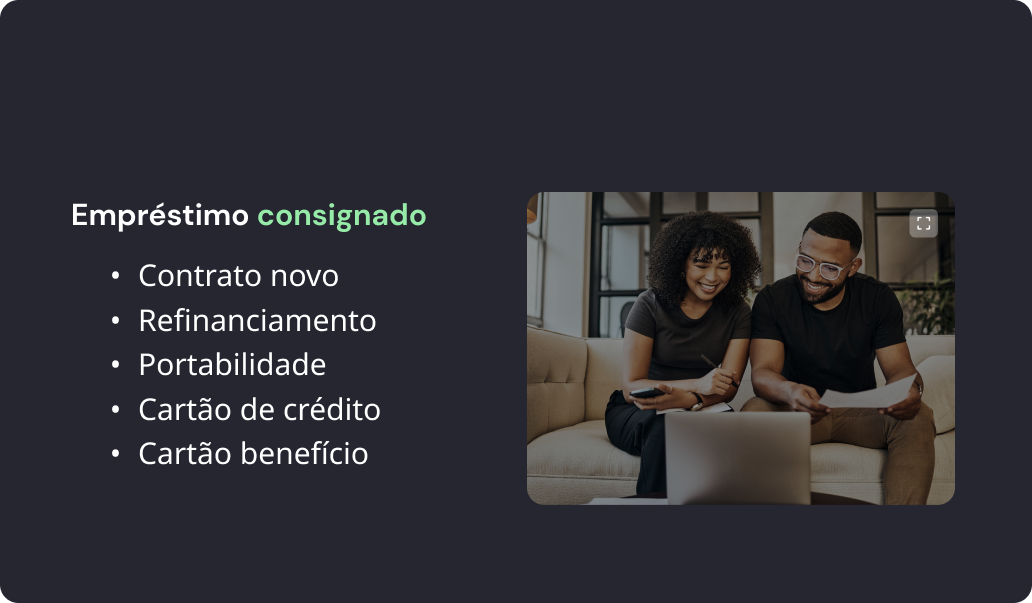 Empréstimo consignado
• Contrato novo
• Refinanciamento
• Portabilidade
• Cartão de crédito
• Cartão benefício